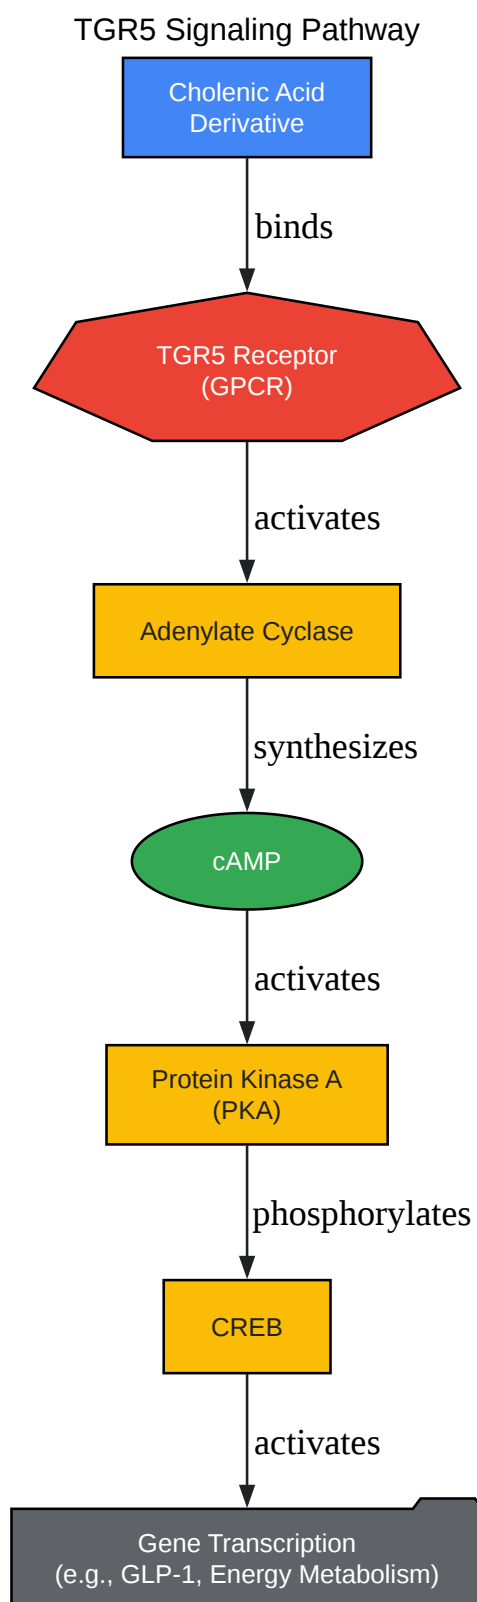 TGR5 Signaling Pathway
Cholenic Acid
Derivative
binds
TGR5 Receptor
(GPCR)
activates
Adenylate Cyclase
synthesizes
cAMP
activates
Protein Kinase A
(PKA)
phosphorylates
CREB
activates
Gene Transcription
(e.g., GLP-1, Energy Metabolism)